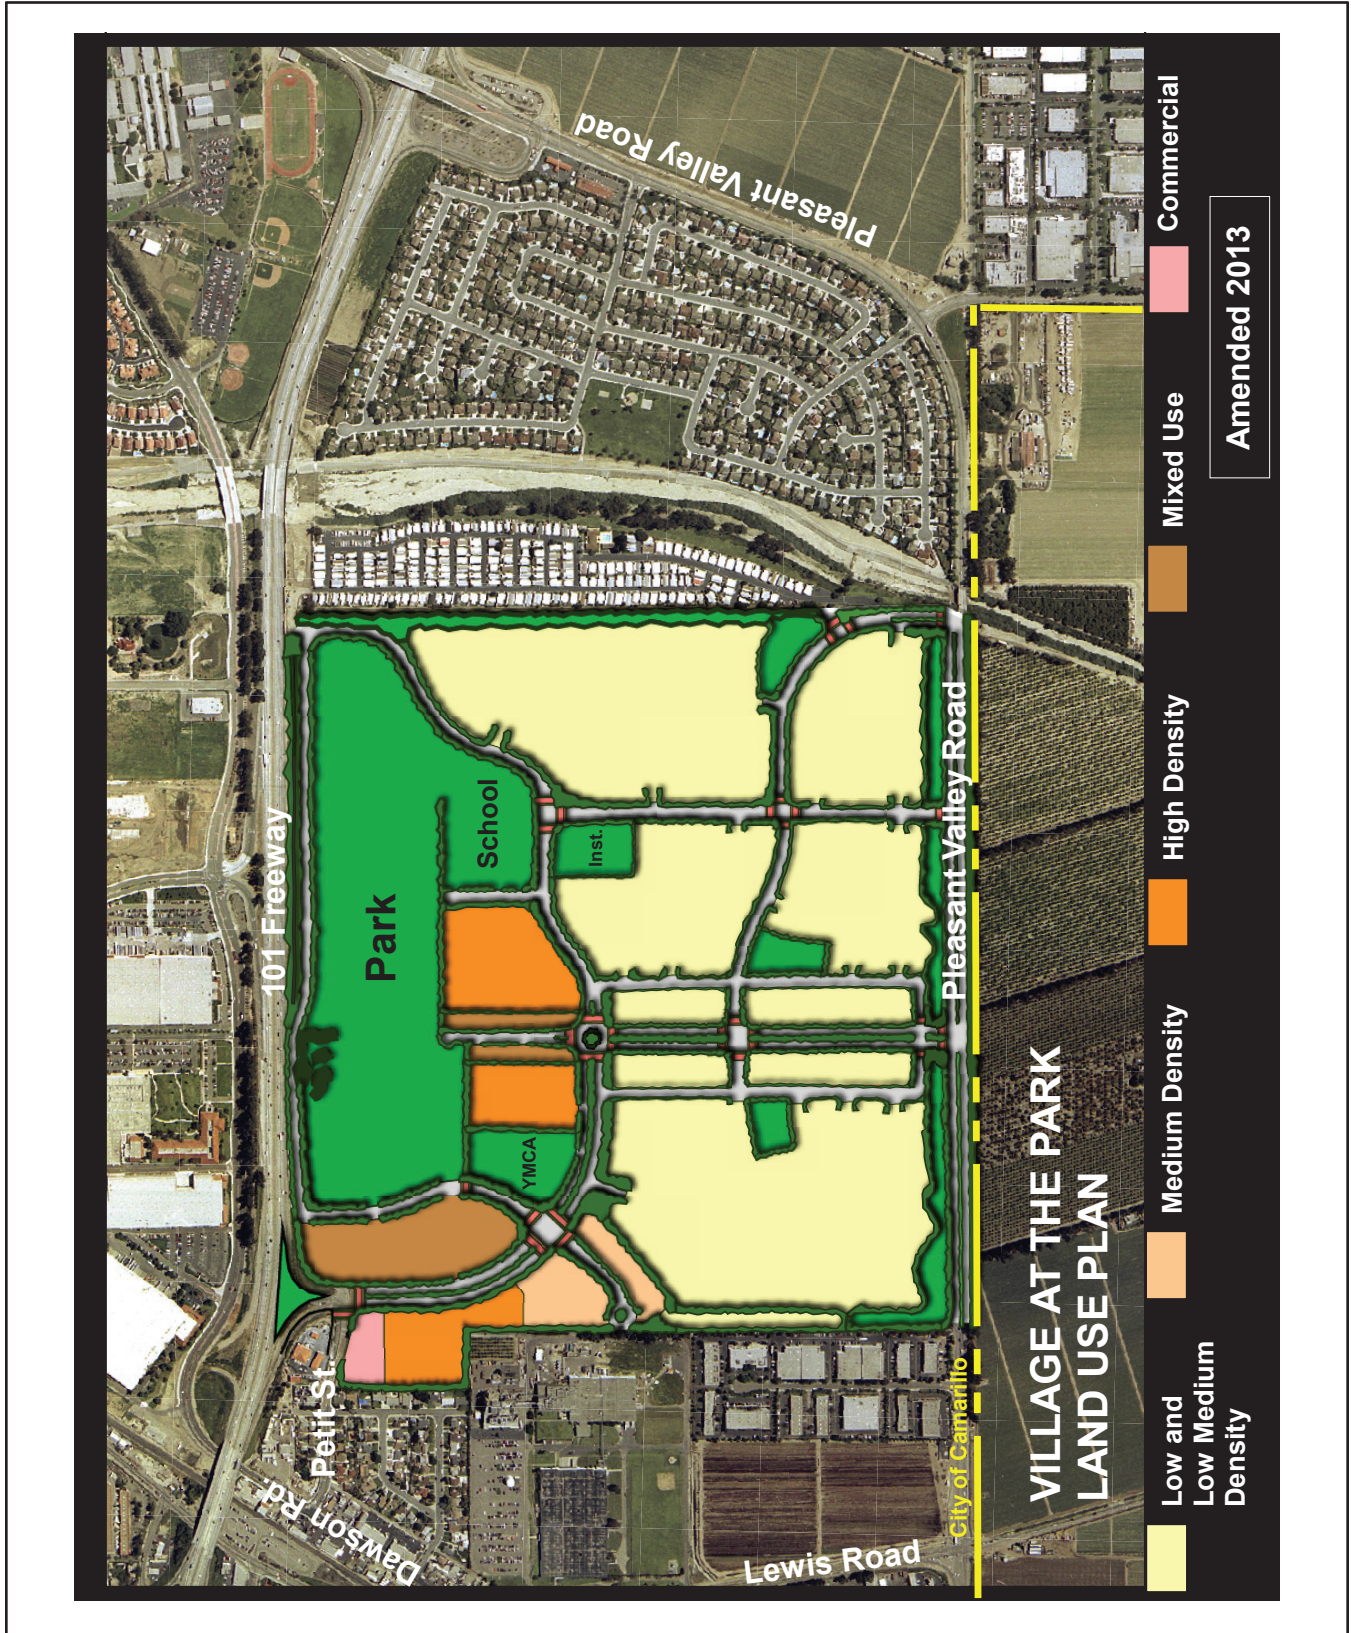 101 Freeway
Pleasant Valley Road
Park
School
Inst.
YMCA
Petit St.
Dawson Rd.
Lewis Road
Pleasant Valley Road
City of Camarillo
VILLAGE AT THE PARK
LAND USE PLAN
Low and
Low Medium
Density
Medium Density
High Density
Mixed Use
Commercial
Amended 2013